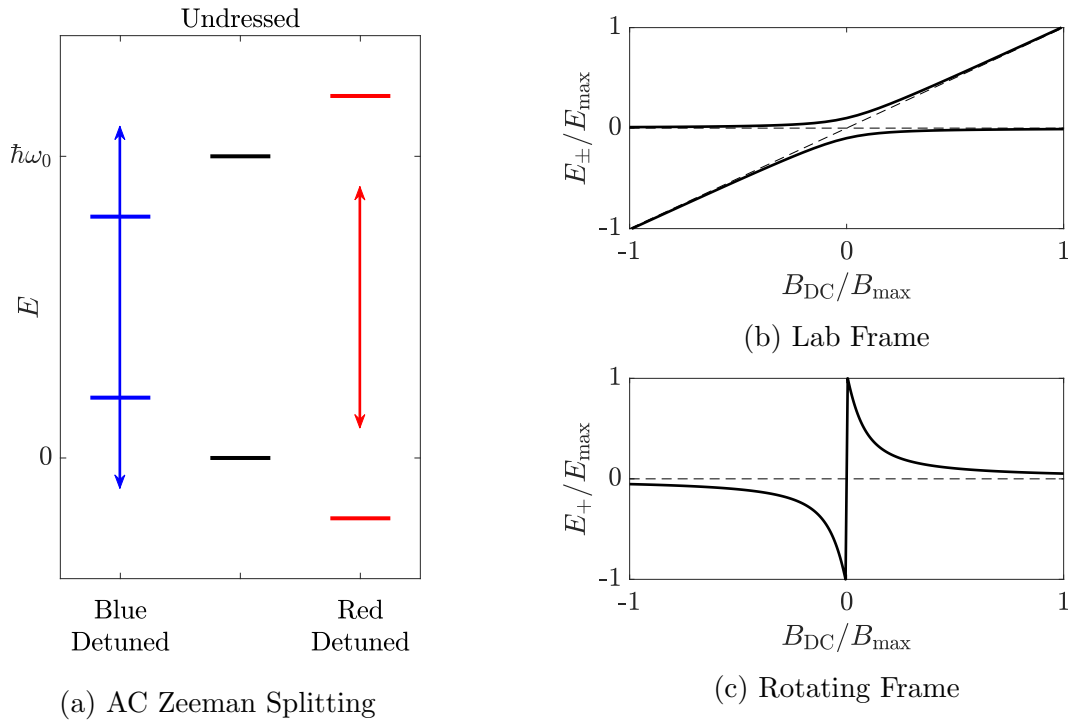 Undressed
ħω₀
E
0
Blue
Detuned
Red
Detuned
(a) AC Zeeman Splitting
1
0
-1
E±/Emax
-1
0
1
BDC/Bmax
(b) Lab Frame
1
0
-1
E+/Emax
-1
0
1
BDC/Bmax
(c) Rotating Frame